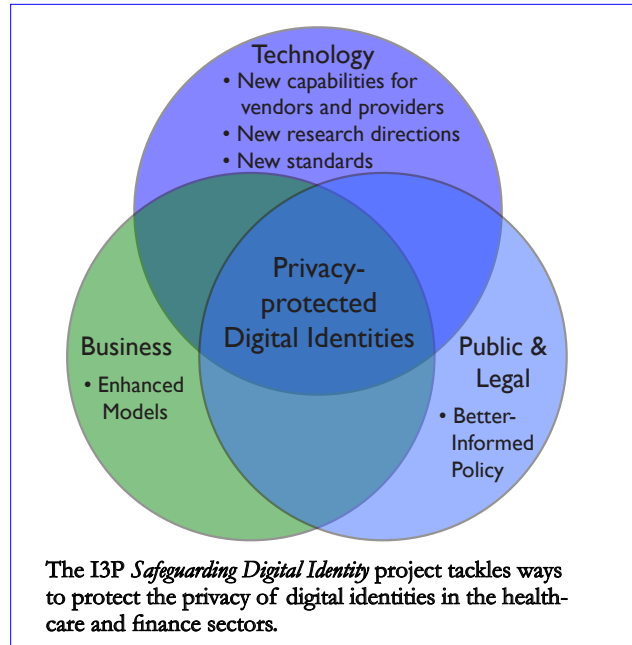 Technology
• New capabilities for
vendors and providers
• New research directions
• New standards
Privacy-
protected
Digital Identities
Business
• Enhanced
Models
Public &
Legal
• Better-
Informed
Policy
The I3P Safeguarding Digital Identity project tackles ways
to protect the privacy of digital identities in the health-
care and finance sectors.